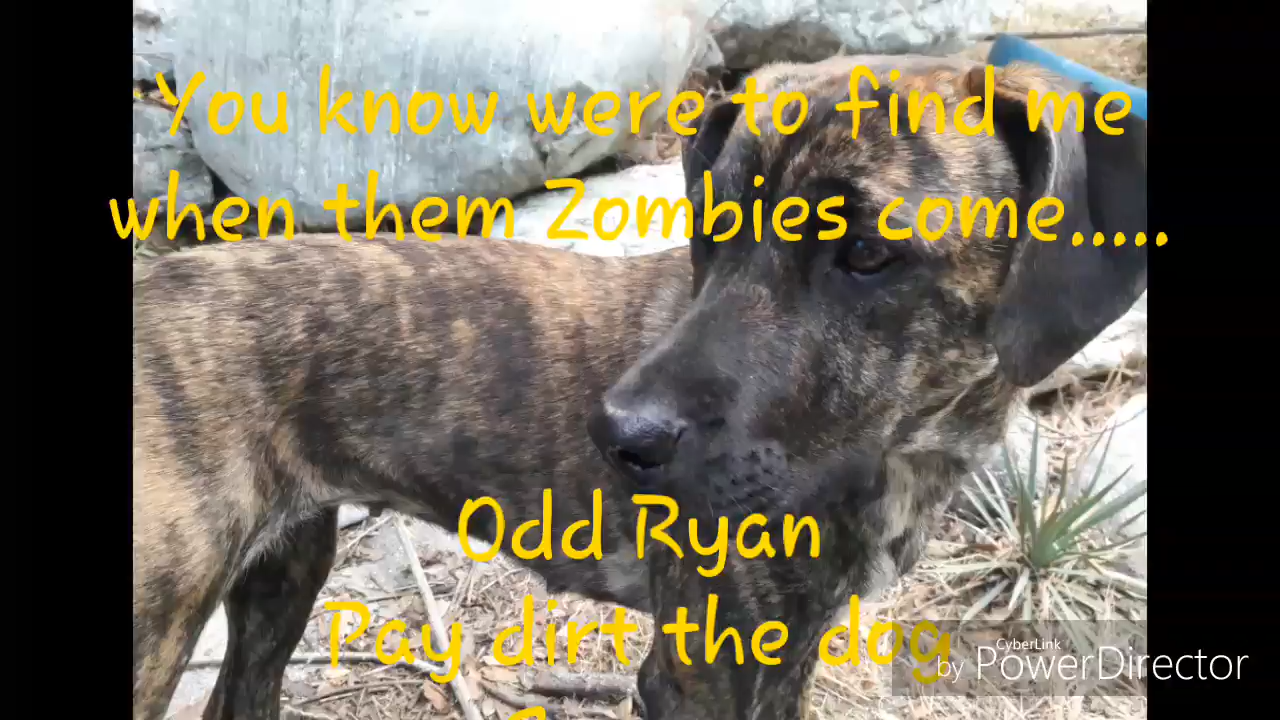 You know were to find me
when them Zombies come.....
Odd Ryan
Pay dirt the dog
CyberLink
by PowerDirector